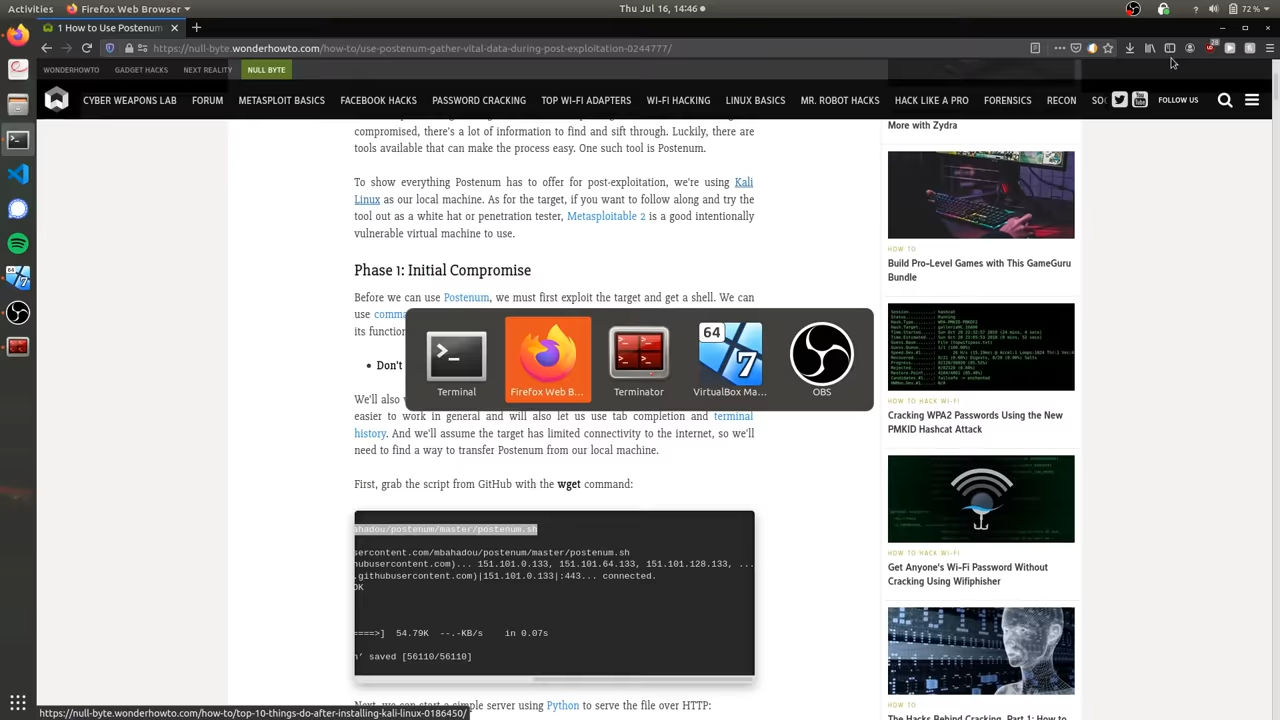 Firefox Web Browser
Thu Jul 16, 14:46
72 %
1 How to Use Postenum
https://null-byte.wonderhowto.com/how-to/use-postenum-gather-vital-data-during-post-exploitation-0244777/
WONDERHOWTO GADGET HACKS NEXT REALITY NULL BYTE
CYBER WEAPONS LAB FORUM METASPLOIT BASICS FACEBOOK HACKS PASSWORD CRACKING TOP WI-FI ADAPTERS WI-FI HACKING LINUX BASICS MR. ROBOT HACKS HACK LIKE A PRO FORENSICS RECON SO FOLLOW US
compromised, there's a lot of information to find and sift through. Luckily, there are
tools available that can make the process easy. One such tool is Postenum.
To show everything Postenum has to offer for post-exploitation, we're using Kali
Linux as our local machine. As for the target, if you want to follow along and try the
tool out as a white hat or penetration tester, Metasploitable 2 is a good intentionally
vulnerable virtual machine to use.
Phase 1: Initial Compromise
Before we can use Postenum, we must first exploit the target and get a shell. We can
use comma
its function
Don't
We'll also
easier to work in general and will also let us use tab completion and terminal
history. And we'll assume the target has limited connectivity to the internet, so we'll
need to find a way to transfer Postenum from our local machine.
First, grab the script from GitHub with the wget command:
bahadou/postenum/master/postenum.sh
sercontent.com/mbahadou/postenum/master/postenum.sh
hubusercontent.com)... 151.101.0.133, 151.101.64.133, 151.101.128.133, ...
.githubusercontent.com)|151.101.0.133|:443... connected.
OK
====>] 54.79K --.-KB/s in 0.07s
’ saved [56110/56110]
Next, we can start a simple server using Python to serve the file over HTTP:
Terminal
Firefox Web B...
Terminator
64
7
VirtualBox Ma...
OBS
More with Zydra
HOW TO
Build Pro-Level Games with This GameGuru
Bundle
HOW TO HACK WI-FI
Cracking WPA2 Passwords Using the New
PMKID Hashcat Attack
HOW TO HACK WI-FI
Get Anyone's Wi-Fi Password Without
Cracking Using Wifiphisher
HOW TO
The Hacks Behind Cracking, Part 1: How to
https://null-byte.wonderhowto.com/how-to/top-10-things-do-after-installing-kali-linux-0186450/